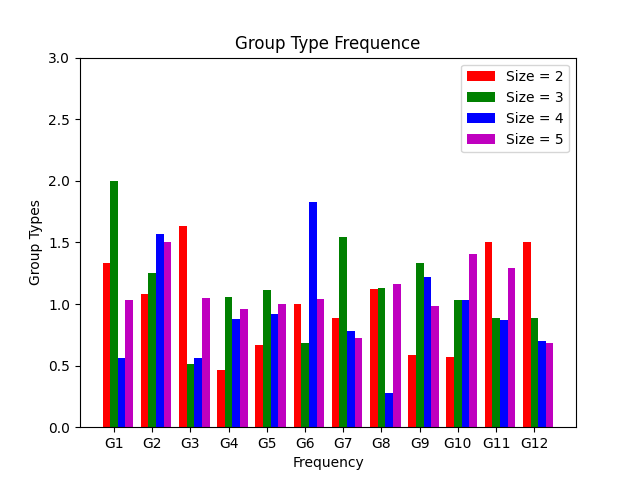 Group Type Frequence
3.0
2.5
2.0
1.5
1.0
0.5
0.0
Group Types
Size = 2
Size = 3
Size = 4
Size = 5
G1 G2 G3 G4 G5 G6 G7 G8 G9 G10 G11 G12
Frequency